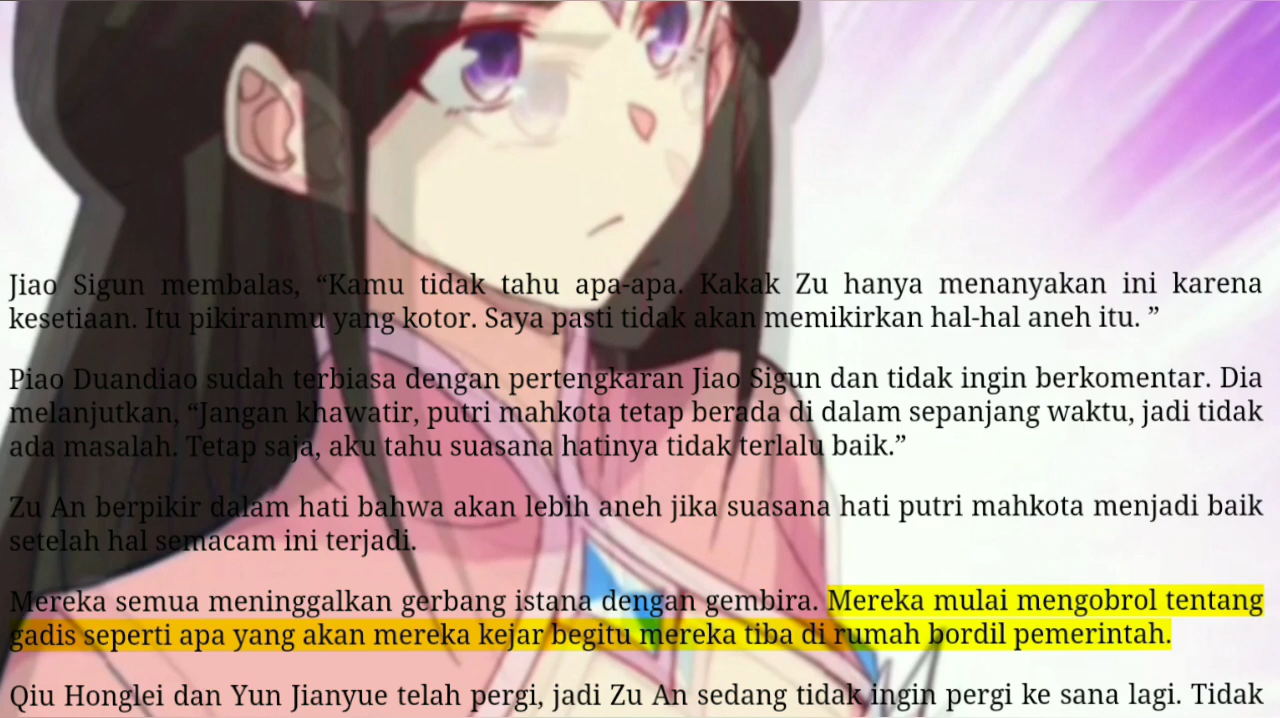 Jiao Sigun membalas, “Kamu tidak tahu apa-apa. Kakak Zu hanya menanyakan ini karena
kesetiaan. Itu pikiranmu yang kotor. Saya pasti tidak akan memikirkan hal-hal aneh itu. ”
Piao Duandiao sudah terbiasa dengan pertengkaran Jiao Sigun dan tidak ingin berkomentar. Dia
melanjutkan, “Jangan khawatir, putri mahkota tetap berada di dalam sepanjang waktu, jadi tidak
ada masalah. Tetap saja, aku tahu suasana hatinya tidak terlalu baik.”
Zu An berpikir dalam hati bahwa akan lebih aneh jika suasana hati putri mahkota menjadi baik
setelah hal semacam ini terjadi.
Mereka semua meninggalkan gerbang istana dengan gembira. Mereka mulai mengobrol tentang
gadis seperti apa yang akan mereka kejar begitu mereka tiba di rumah bordil pemerintah.
Qiu Honglei dan Yun Jianyue telah pergi, jadi Zu An sedang tidak ingin pergi ke sana lagi. Tidak